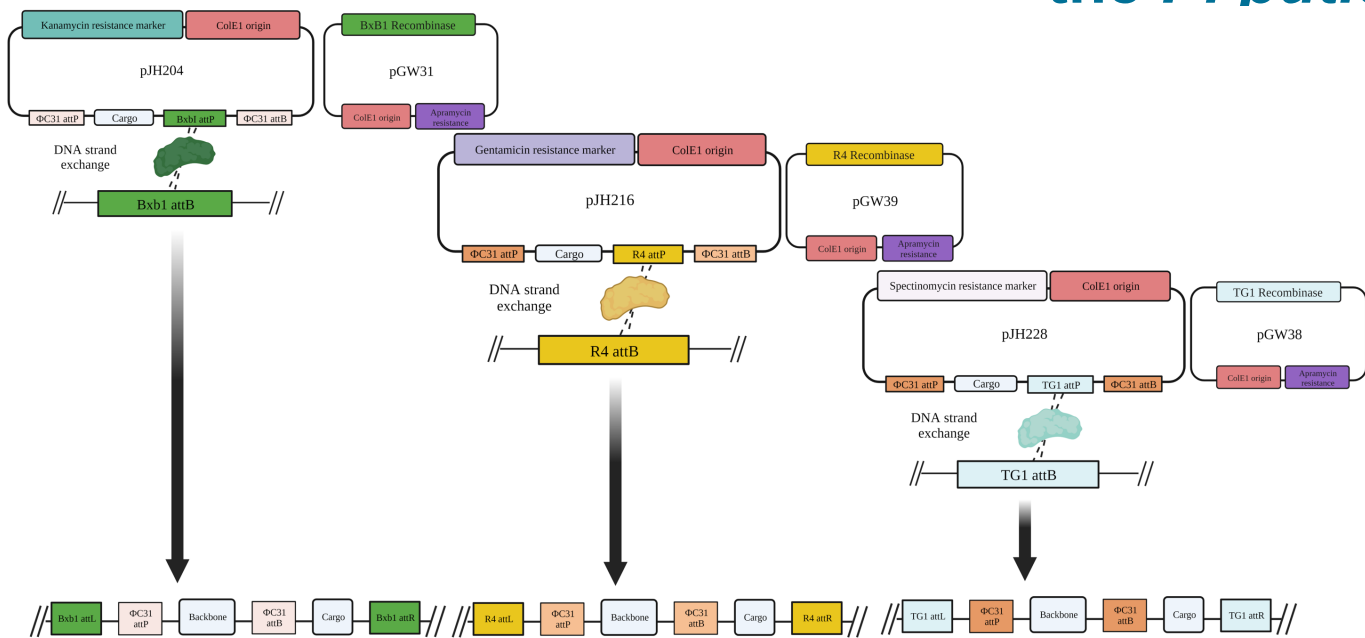 the P. putic
Kanamycin resistance marker
ColE1 origin
pJH204
ΦC31 attP
Cargo
BxbI attP
ΦC31 attB
BxB1 Recombinase
pGW31
ColE1 origin
Apramycin
resistance
DNA strand
exchange
Bxb1 attB
Gentamicin resistance marker
ColE1 origin
pJH216
ΦC31 attP
Cargo
R4 attP
ΦC31 attB
R4 Recombinase
pGW39
ColE1 origin
Apramycin
resistance
DNA strand
exchange
R4 attB
Spectinomycin resistance marker
ColE1 origin
pJH228
ΦC31 attP
Cargo
TG1 attP
ΦC31 attB
TG1 Recombinase
pGW38
ColE1 origin
Apramycin
resistance
DNA strand
exchange
TG1 attB
Bxb1 attL
ΦC31
attP
Backbone
ΦC31
attB
Cargo
Bxb1 attR
R4 attL
ΦC31
attP
Backbone
ΦC31
attB
Cargo
R4 attR
TG1 attL
ΦC31
attP
Backbone
ΦC31
attB
Cargo
TG1 attR